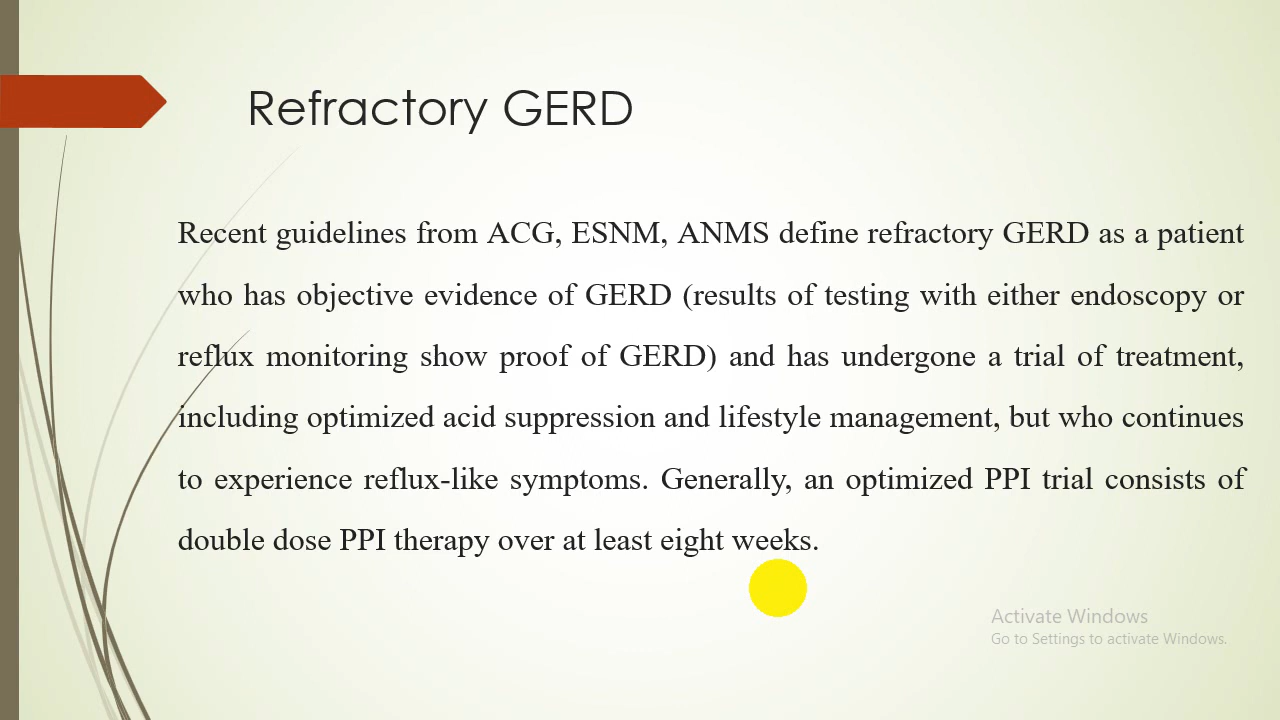 Refractory GERD
Recent guidelines from ACG, ESNM, ANMS define refractory GERD as a patient
who has objective evidence of GERD (results of testing with either endoscopy or
reflux monitoring show proof of GERD) and has undergone a trial of treatment,
including optimized acid suppression and lifestyle management, but who continues
to experience reflux-like symptoms. Generally, an optimized PPI trial consists of
double dose PPI therapy over at least eight weeks.
Activate Windows
Go to Settings to activate Windows.